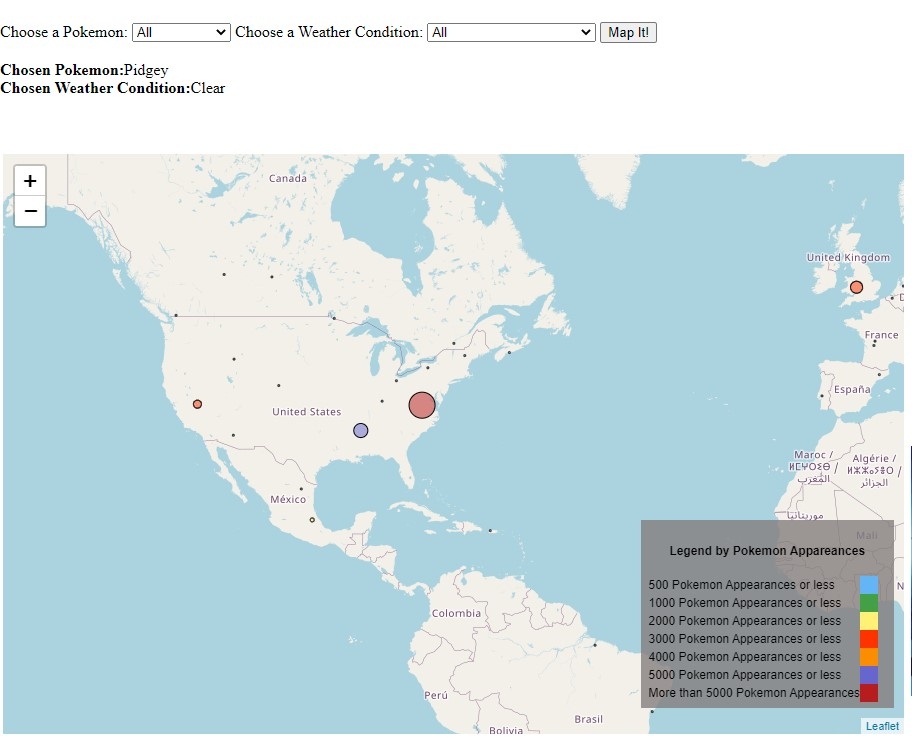 Choose a Pokemon: All Choose a Weather Condition: All Map It!
Chosen Pokemon:Pidgey
Chosen Weather Condition:Clear
+
−
Canada
United Kingdom
France
España
United States
Maroc /
ⵍⵎⵖⵔⵉⴱ /
المغرب
Algérie /
ⵍⵣⵣⴰⵢⴻⵔ /
الجزائر
México
موريتانيا
Mali
Colombia
Perú
Brasil
Bolivia
Legend by Pokemon Appareances
500 Pokemon Appearances or less
1000 Pokemon Appearances or less
2000 Pokemon Appearances or less
3000 Pokemon Appearances or less
4000 Pokemon Appearances or less
5000 Pokemon Appearances or less
More than 5000 Pokemon Appearances
Leaflet